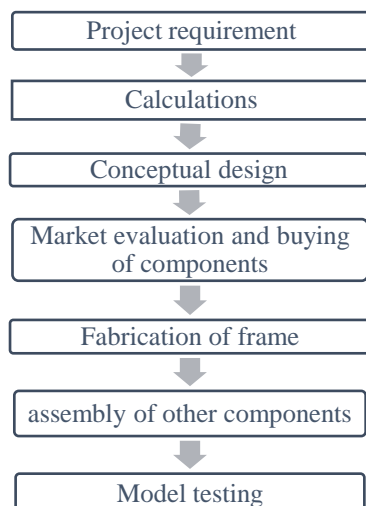 Project requirement
Calculations
Conceptual design
Market evaluation and buying
of components
Fabrication of frame
assembly of other components
Model testing